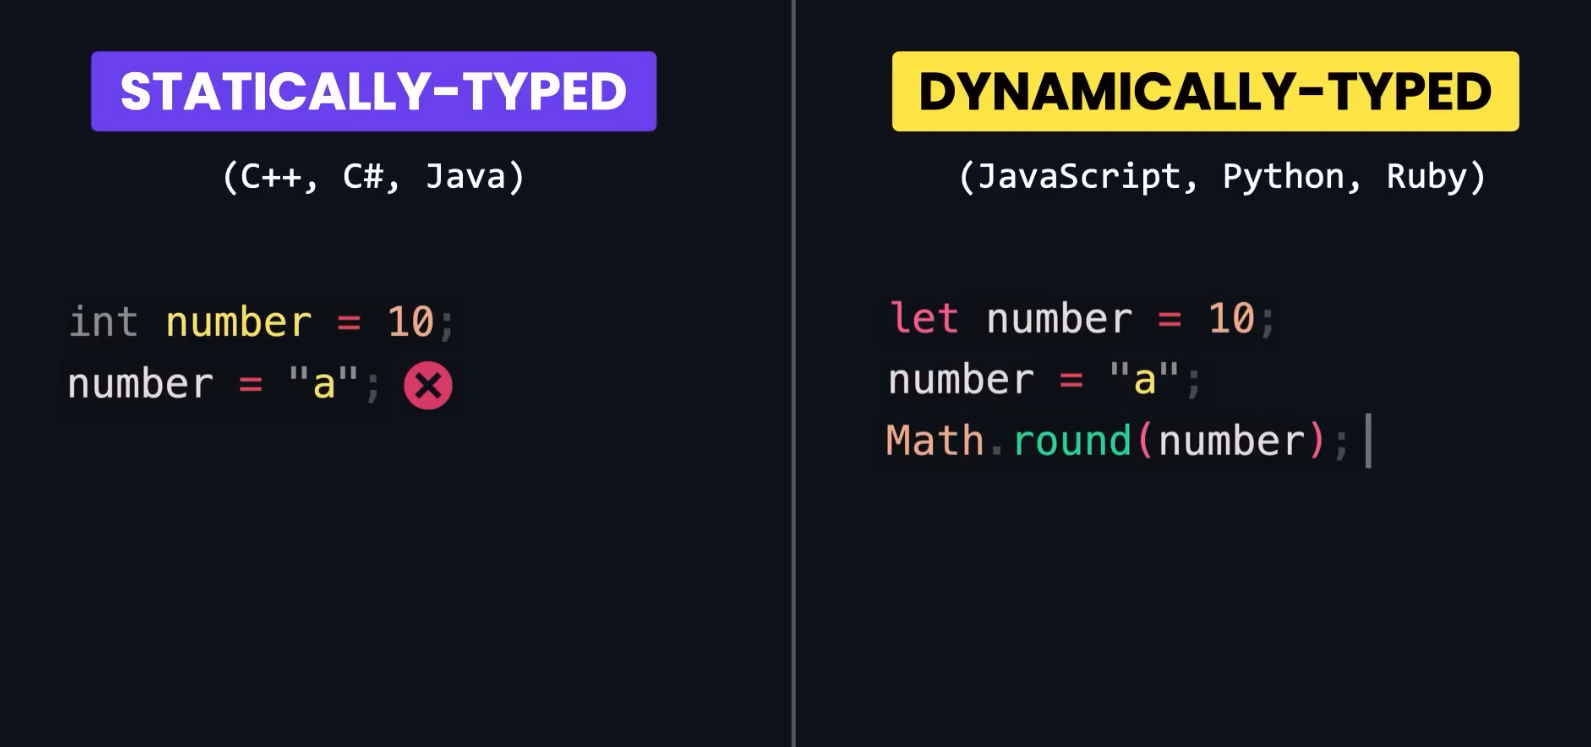 STATICALLY-TYPED
(C++, C#, Java)
int number = 10;
number = "a";
DYNAMICALLY-TYPED
(JavaScript, Python, Ruby)
let number = 10;
number = "a";
Math.round(number);